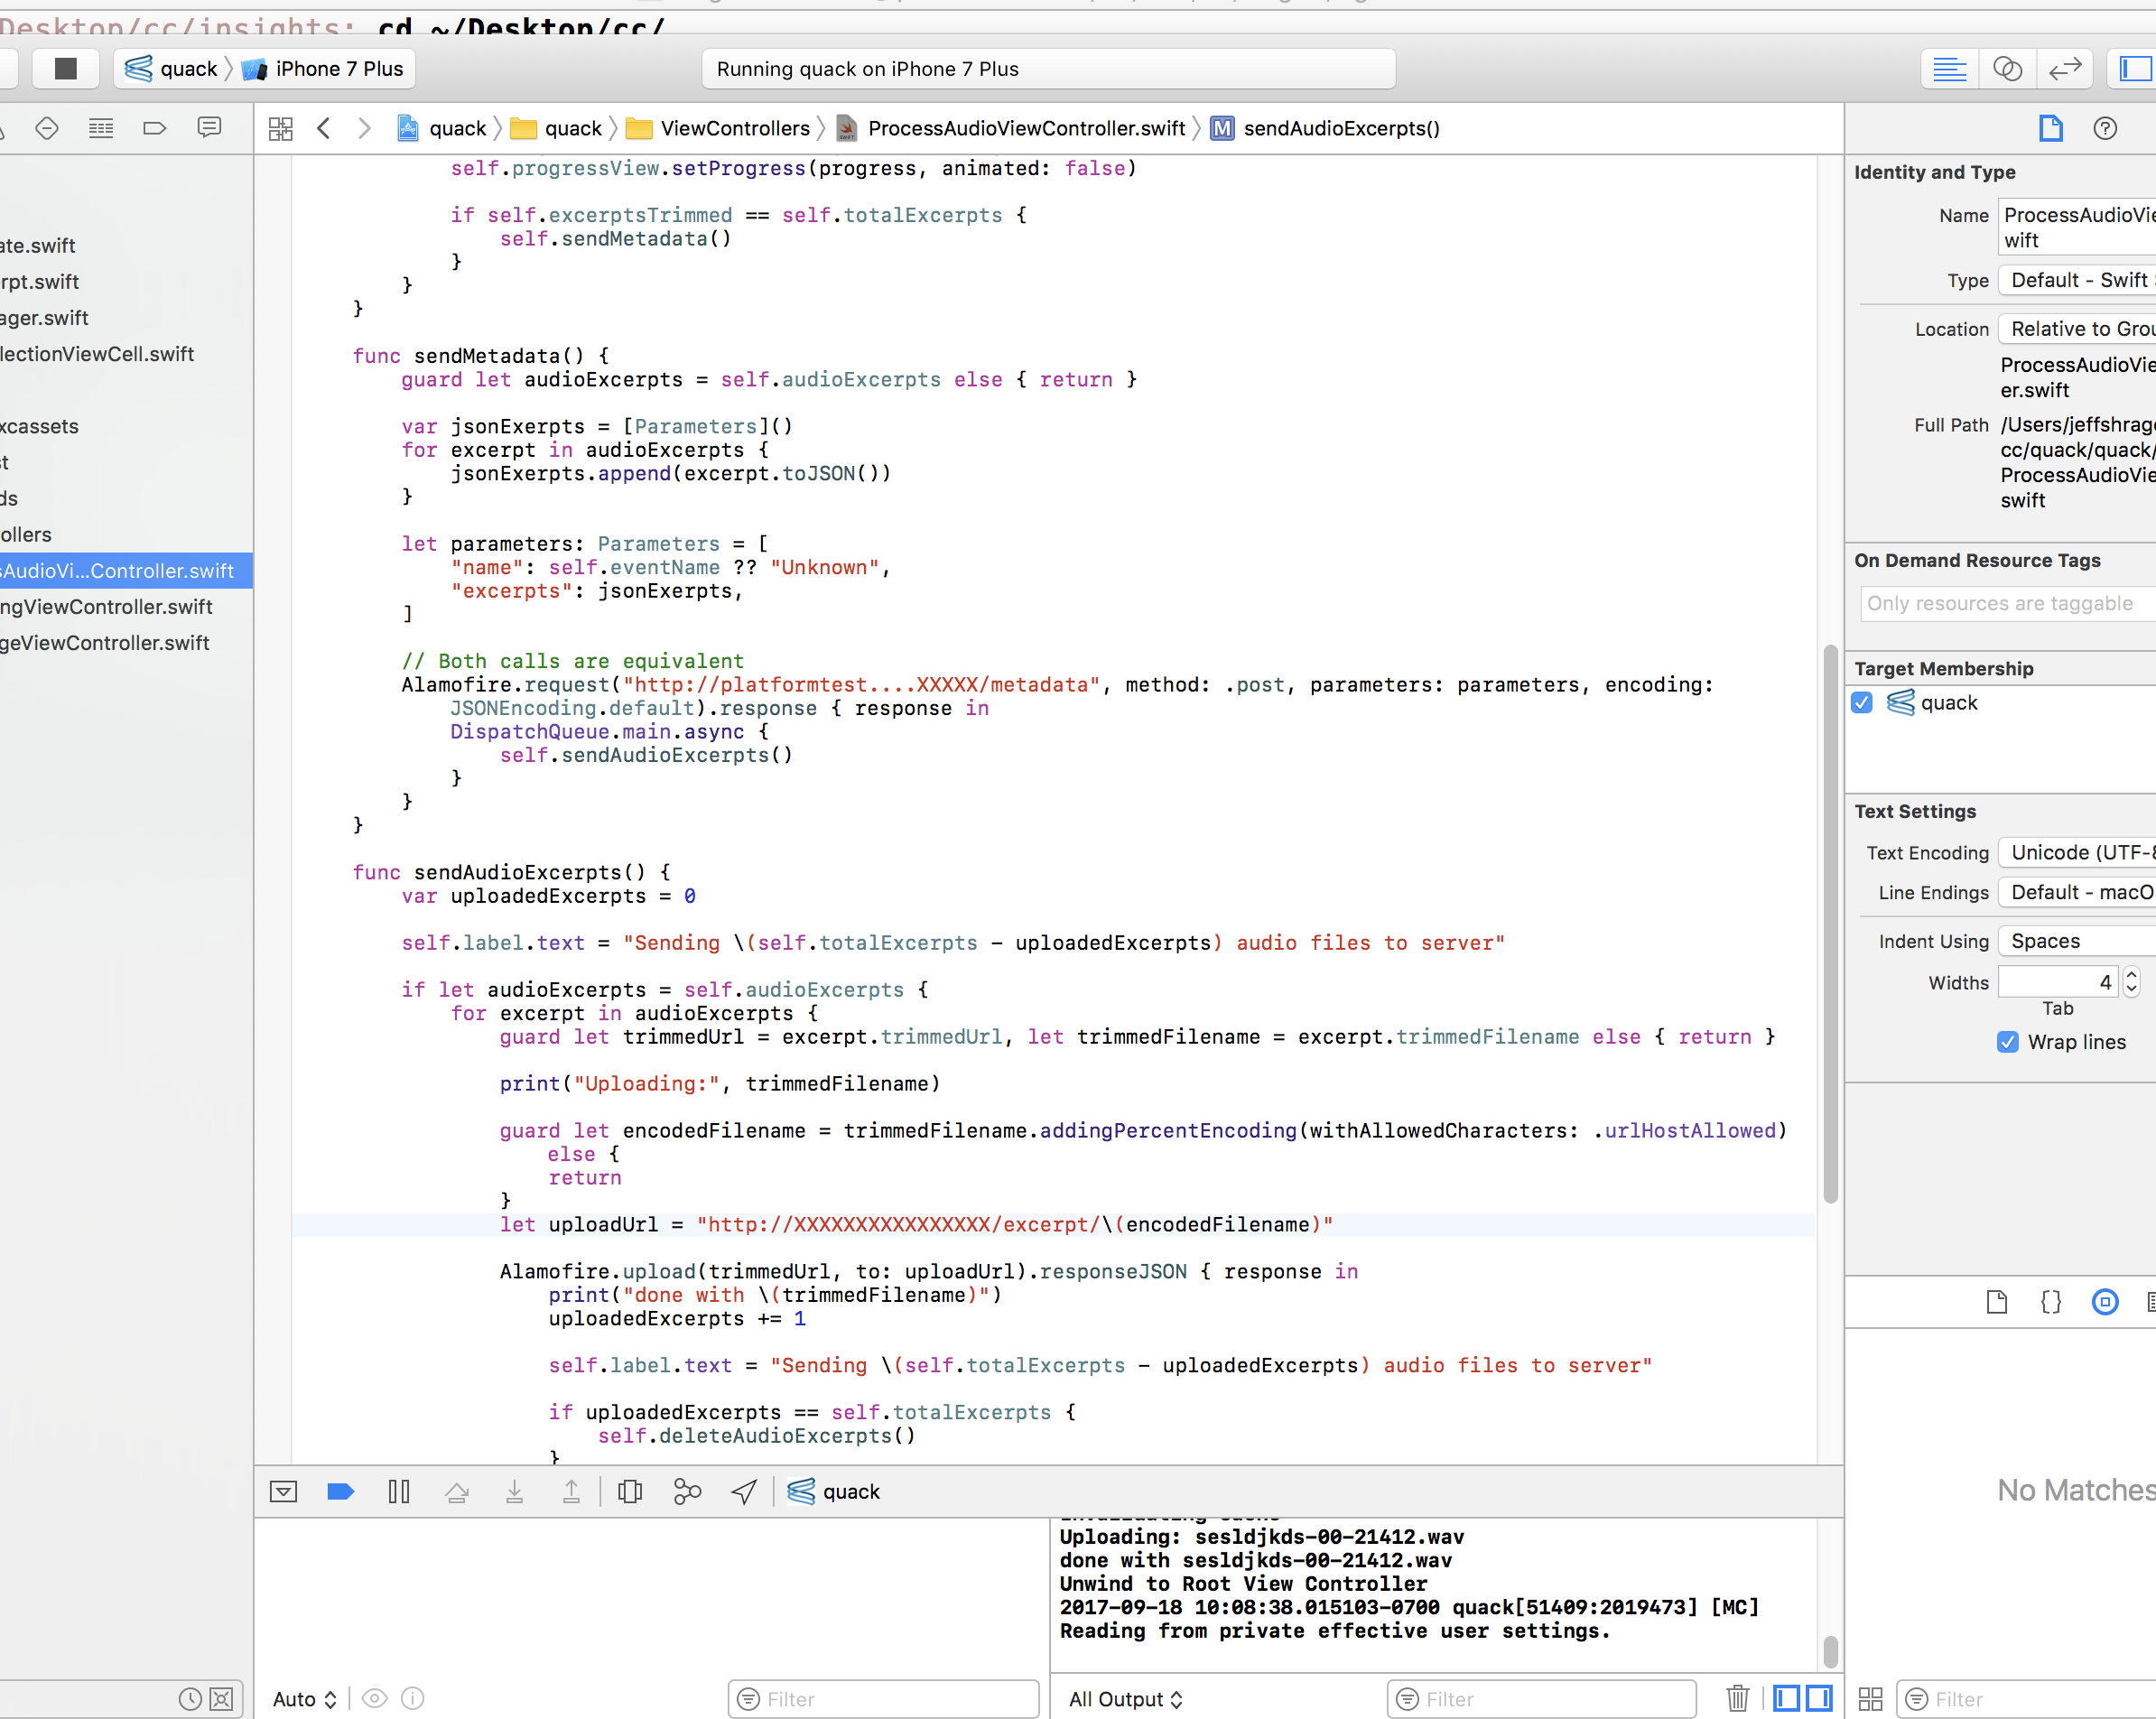 Desktop/cc/insights: cd ~/Desktop/cc/
quack iPhone 7 Plus
Running quack on iPhone 7 Plus
quack quack ViewControllers ProcessAudioViewController.swift M sendAudioExcerpts()
ate.swift
rpt.swift
ager.swift
lectionViewCell.swift
xcassets
st
ds
ollers
sAudioVi...Controller.swift
ngViewController.swift
geViewController.swift
self.progressView.setProgress(progress, animated: false)
if self.excerptsTrimmed == self.totalExcerpts {
self.sendMetadata()
}
}
}
func sendMetadata() {
guard let audioExcerpts = self.audioExcerpts else { return }
var jsonExerpts = [Parameters]()
for excerpt in audioExcerpts {
jsonExerpts.append(excerpt.toJSON())
}
let parameters: Parameters = [
"name": self.eventName ?? "Unknown",
"excerpts": jsonExerpts,
]
// Both calls are equivalent
Alamofire.request("http://platformtest....XXXXX/metadata", method: .post, parameters: parameters, encoding:
JSONEncoding.default).response { response in
DispatchQueue.main.async {
self.sendAudioExcerpts()
}
}
}
func sendAudioExcerpts() {
var uploadedExcerpts = 0
self.label.text = "Sending \(self.totalExcerpts - uploadedExcerpts) audio files to server"
if let audioExcerpts = self.audioExcerpts {
for excerpt in audioExcerpts {
guard let trimmedUrl = excerpt.trimmedUrl, let trimmedFilename = excerpt.trimmedFilename else { return }
print("Uploading:", trimmedFilename)
guard let encodedFilename = trimmedFilename.addingPercentEncoding(withAllowedCharacters: .urlHostAllowed)
else {
return
}
let uploadUrl = "http://XXXXXXXXXXXXXXXX/excerpt/\(encodedFilename)"
Alamofire.upload(trimmedUrl, to: uploadUrl).responseJSON { response in
print("done with \(trimmedFilename)")
uploadedExcerpts += 1
self.label.text = "Sending \(self.totalExcerpts - uploadedExcerpts) audio files to server"
if uploadedExcerpts == self.totalExcerpts {
self.deleteAudioExcerpts()
}
Identity and Type
Name ProcessAudioVie
wift
Type Default - Swift
Location Relative to Grou
ProcessAudioVie
er.swift
Full Path /Users/jeffshrag
cc/quack/quack/
ProcessAudioVie
swift
On Demand Resource Tags
Only resources are taggable
Target Membership
quack
Text Settings
Text Encoding Unicode (UTF-8
Line Endings Default - macO
Indent Using Spaces
Widths 4
Tab
Wrap lines
No Matches
quack
Uploading: sesldjkds-00-21412.wav
done with sesldjkds-00-21412.wav
Unwind to Root View Controller
2017-09-18 10:08:38.015103-0700 quack[51409:2019473] [MC]
Reading from private effective user settings.
Auto Filter All Output Filter Filter